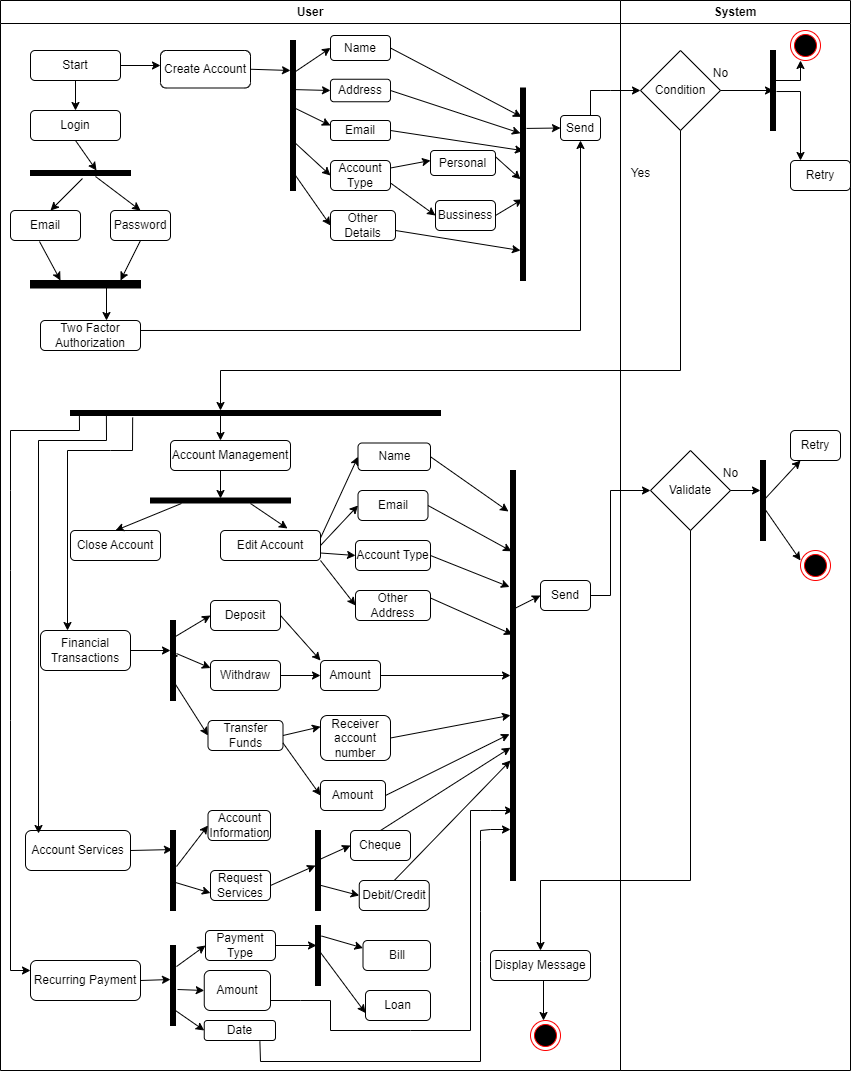 User
System
Start
Create Account
Name
Address
Email
Account
Type
Personal
Bussiness
Other
Details
Send
Condition
No
Yes
Retry
Login
Email
Password
Two Factor
Authorization
Account Management
Close Account
Edit Account
Name
Email
Account Type
Other
Address
Send
Validate
No
Retry
Financial
Transactions
Deposit
Withdraw
Amount
Transfer
Funds
Receiver
account
number
Amount
Account Services
Account
Information
Request
Services
Cheque
Debit/Credit
Recurring Payment
Payment
Type
Amount
Date
Bill
Loan
Display Message